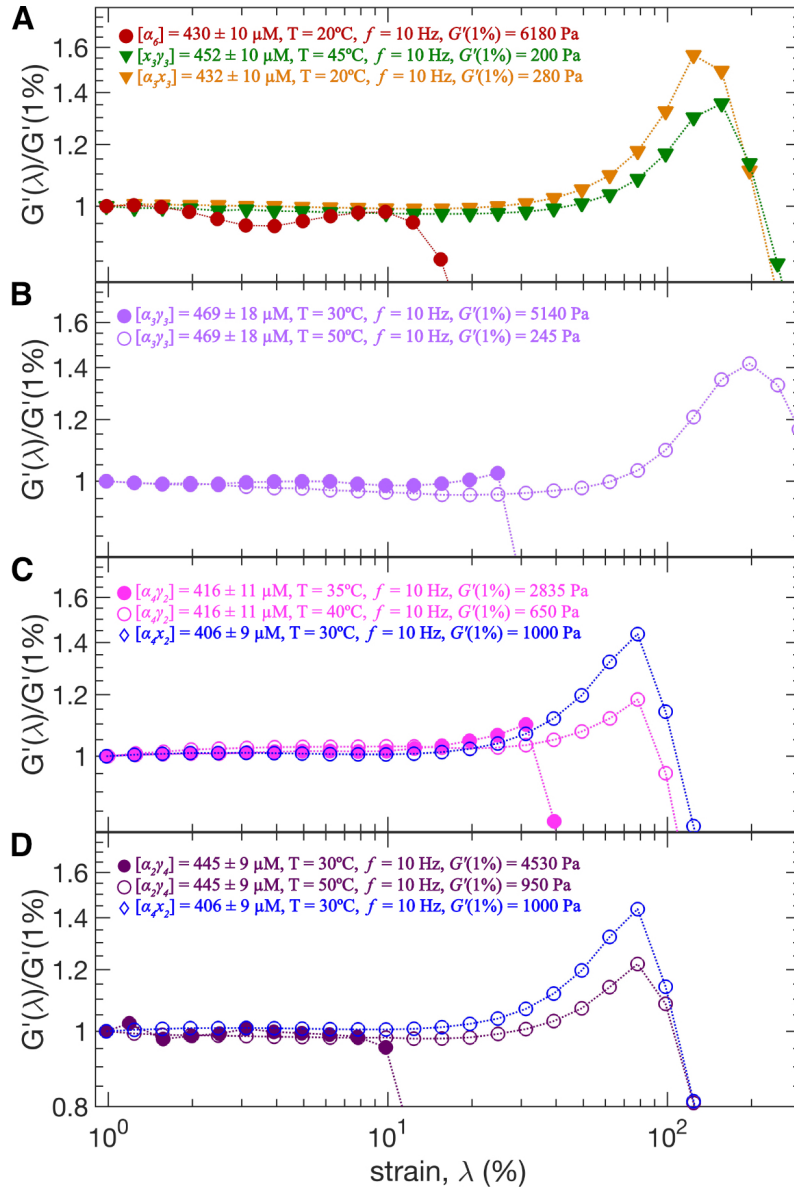 A
[α₆] = 430 ± 10 µM, T = 20ºC, f = 10 Hz, G'(1%) = 6180 Pa
[x₃γ₃] = 452 ± 10 µM, T = 45ºC, f = 10 Hz, G'(1%) = 200 Pa
[α₃x₃] = 432 ± 10 µM, T = 20ºC, f = 10 Hz, G'(1%) = 280 Pa
1.6
1.4
1.2
1
G'(λ)/G'(1%)
B
[α₃γ₃] = 469 ± 18 µM, T = 30ºC, f = 10 Hz, G'(1%) = 5140 Pa
[α₃γ₃] = 469 ± 18 µM, T = 50ºC, f = 10 Hz, G'(1%) = 245 Pa
1.6
1.4
1.2
1
G'(λ)/G'(1%)
C
[α₄γ₂] = 416 ± 11 µM, T = 35ºC, f = 10 Hz, G'(1%) = 2835 Pa
[α₄γ₂] = 416 ± 11 µM, T = 40ºC, f = 10 Hz, G'(1%) = 650 Pa
[α₄x₂] = 406 ± 9 µM, T = 30ºC, f = 10 Hz, G'(1%) = 1000 Pa
1.6
1.4
1.2
1
G'(λ)/G'(1%)
D
[α₂γ₄] = 445 ± 9 µM, T = 30ºC, f = 10 Hz, G'(1%) = 4530 Pa
[α₂γ₄] = 445 ± 9 µM, T = 50ºC, f = 10 Hz, G'(1%) = 950 Pa
[α₄x₂] = 406 ± 9 µM, T = 30ºC, f = 10 Hz, G'(1%) = 1000 Pa
1.6
1.4
1.2
1
0.8
G'(λ)/G'(1%)
10⁰ 10¹ 10²
strain, λ (%)